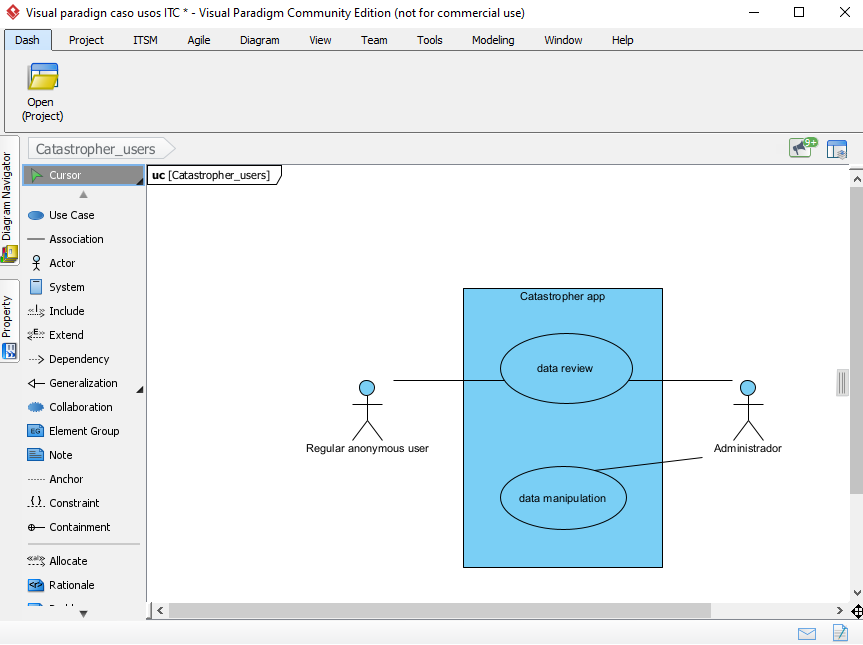 Visual paradign caso usos ITC * - Visual Paradigm Community Edition (not for commercial use)
Dash Project ITSM Agile Diagram View Team Tools Modeling Window Help
Open
(Project)
Catastropher_users
9+
Diagram Navigator
Property
Cursor
Use Case
Association
Actor
System
Include
Extend
Dependency
Generalization
Collaboration
EG Element Group
Note
Anchor
Constraint
Containment
Allocate
Rationale
uc [Catastropher_users]
Catastropher app
data review
Regular anonymous user
Administrador
data manipulation